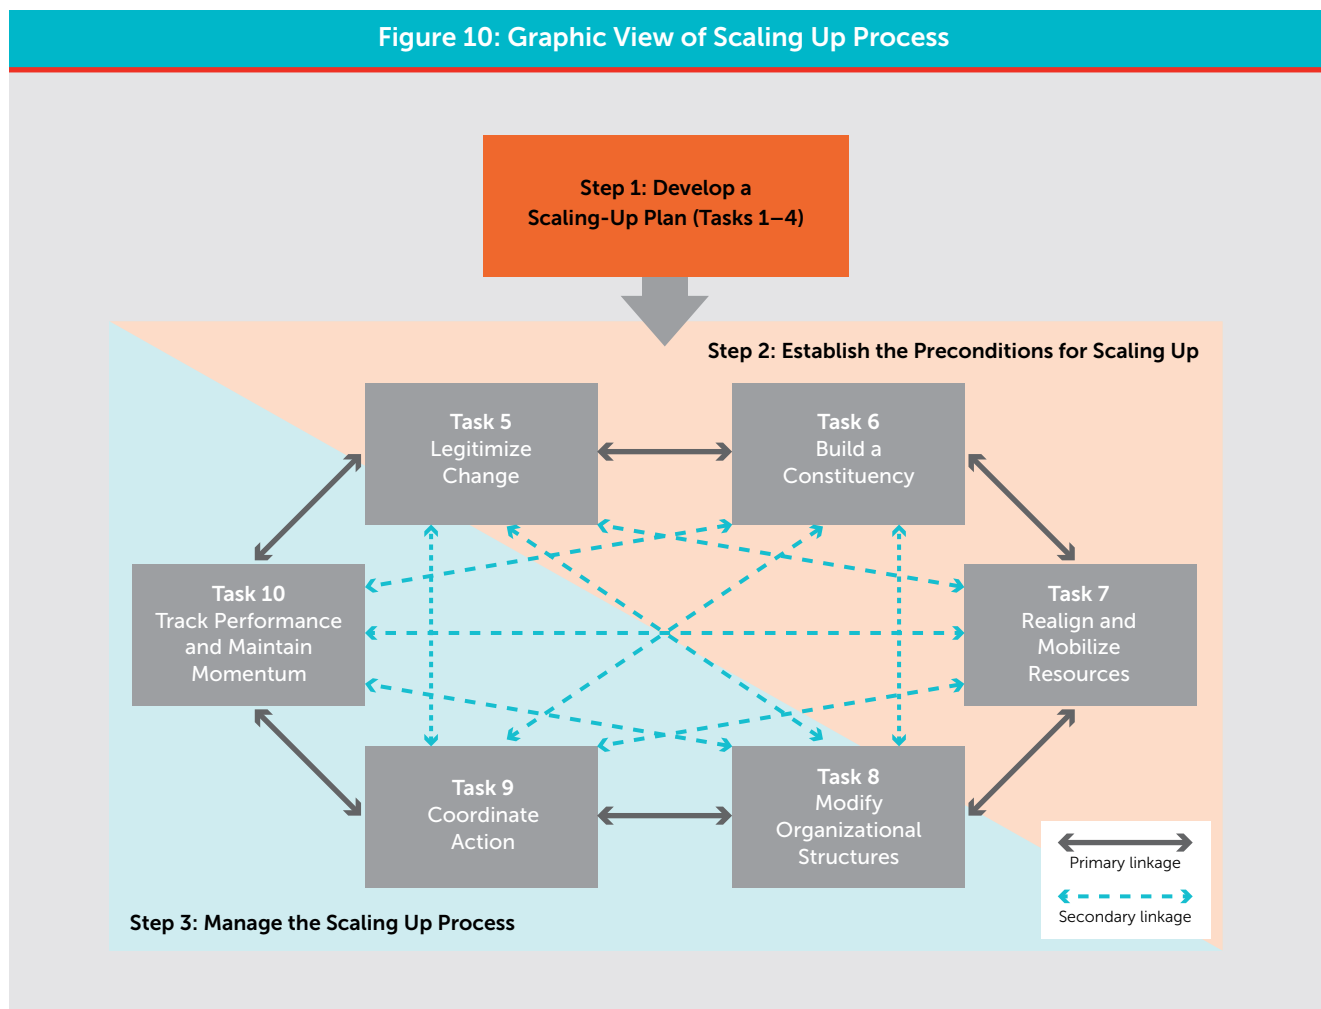 Figure 10: Graphic View of Scaling Up Process
Step 1: Develop a
Scaling-Up Plan (Tasks 1–4)
Step 2: Establish the Preconditions for Scaling Up
Task 5
Legitimize
Change
Task 6
Build a
Constituency
Task 10
Track Performance
and Maintain
Momentum
Task 7
Realign and
Mobilize
Resources
Task 9
Coordinate
Action
Task 8
Modify
Organizational
Structures
Primary linkage
Secondary linkage
Step 3: Manage the Scaling Up Process